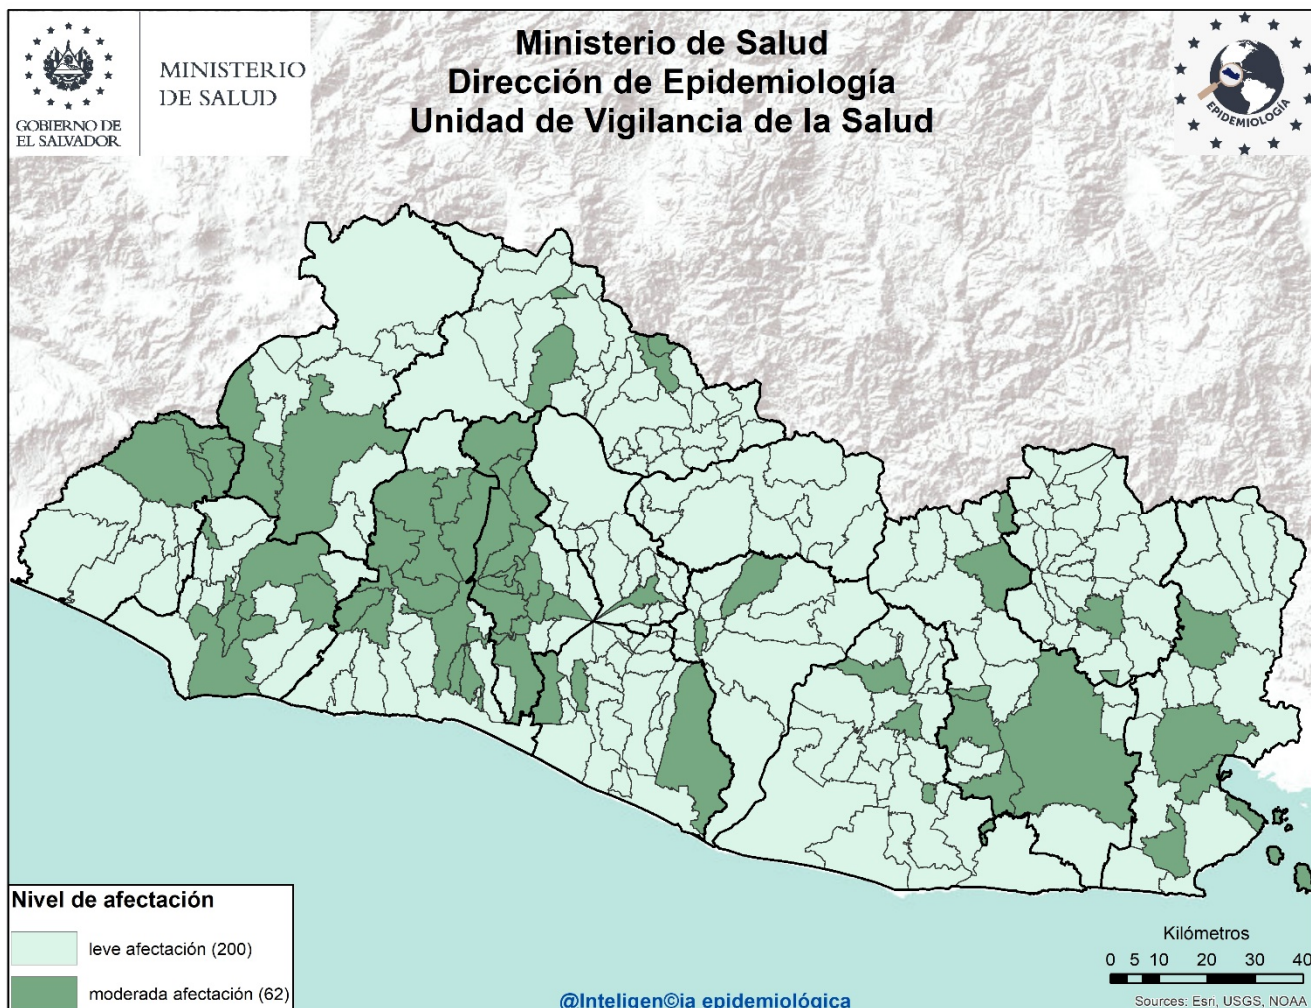 MINISTERIO
DE SALUD
GOBIERNO DE
EL SALVADOR
Ministerio de Salud
Dirección de Epidemiología
Unidad de Vigilancia de la Salud
EPIDEMIOLOGÍA
Nivel de afectación
leve afectación (200)
moderada afectación (62)
@Inteligen©ia epidemiológica
Kilómetros
0 5 10 20 30 40
Sources: Esri, USGS, NOAA